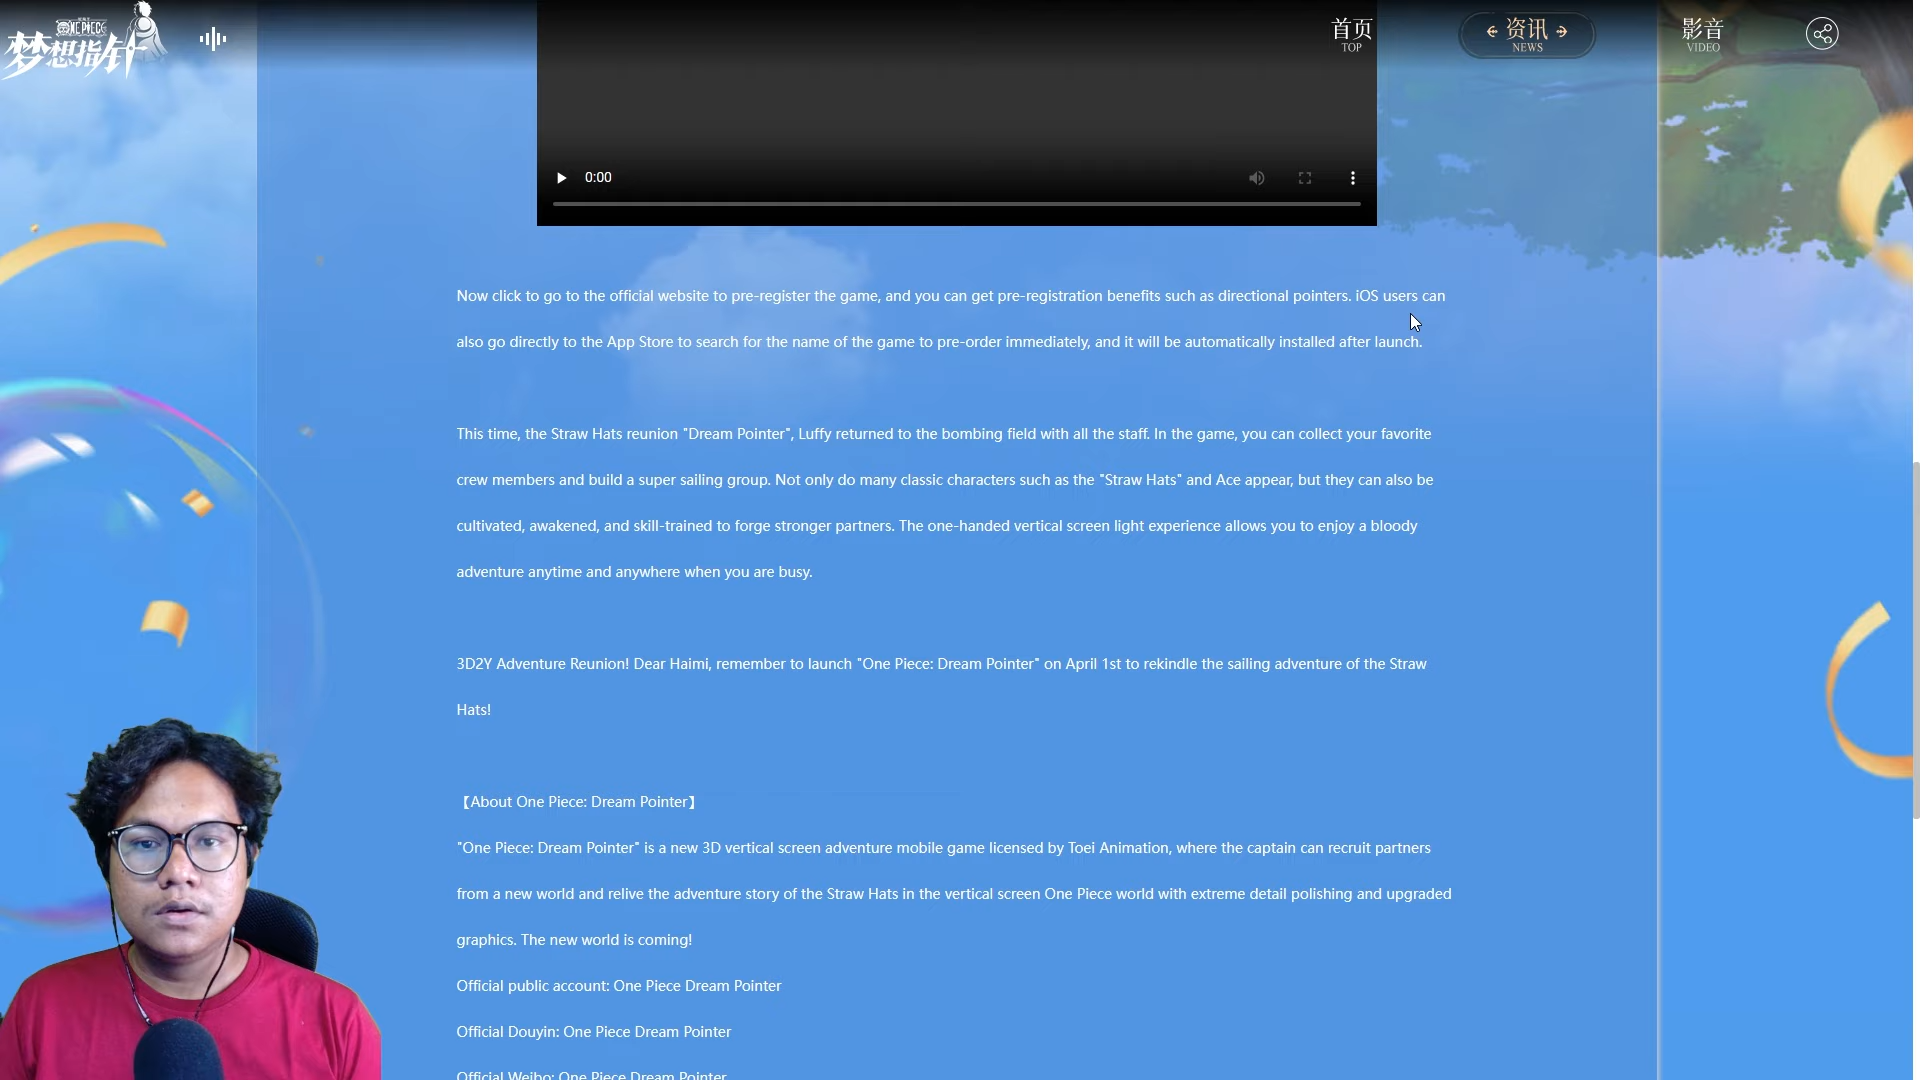 ONE PIECE
梦想指针
首页
TOP
资讯
NEWS
影音
VIDEO
0:00
Now click to go to the official website to pre-register the game, and you can get pre-registration benefits such as directional pointers. iOS users can
also go directly to the App Store to search for the name of the game to pre-order immediately, and it will be automatically installed after launch.
This time, the Straw Hats reunion "Dream Pointer", Luffy returned to the bombing field with all the staff. In the game, you can collect your favorite
crew members and build a super sailing group. Not only do many classic characters such as the "Straw Hats" and Ace appear, but they can also be
cultivated, awakened, and skill-trained to forge stronger partners. The one-handed vertical screen light experience allows you to enjoy a bloody
adventure anytime and anywhere when you are busy.
3D2Y Adventure Reunion! Dear Haimi, remember to launch "One Piece: Dream Pointer" on April 1st to rekindle the sailing adventure of the Straw
Hats!
【About One Piece: Dream Pointer】
"One Piece: Dream Pointer" is a new 3D vertical screen adventure mobile game licensed by Toei Animation, where the captain can recruit partners
from a new world and relive the adventure story of the Straw Hats in the vertical screen One Piece world with extreme detail polishing and upgraded
graphics. The new world is coming!
Official public account: One Piece Dream Pointer
Official Douyin: One Piece Dream Pointer
Official Weibo: One Piece Dream Pointer